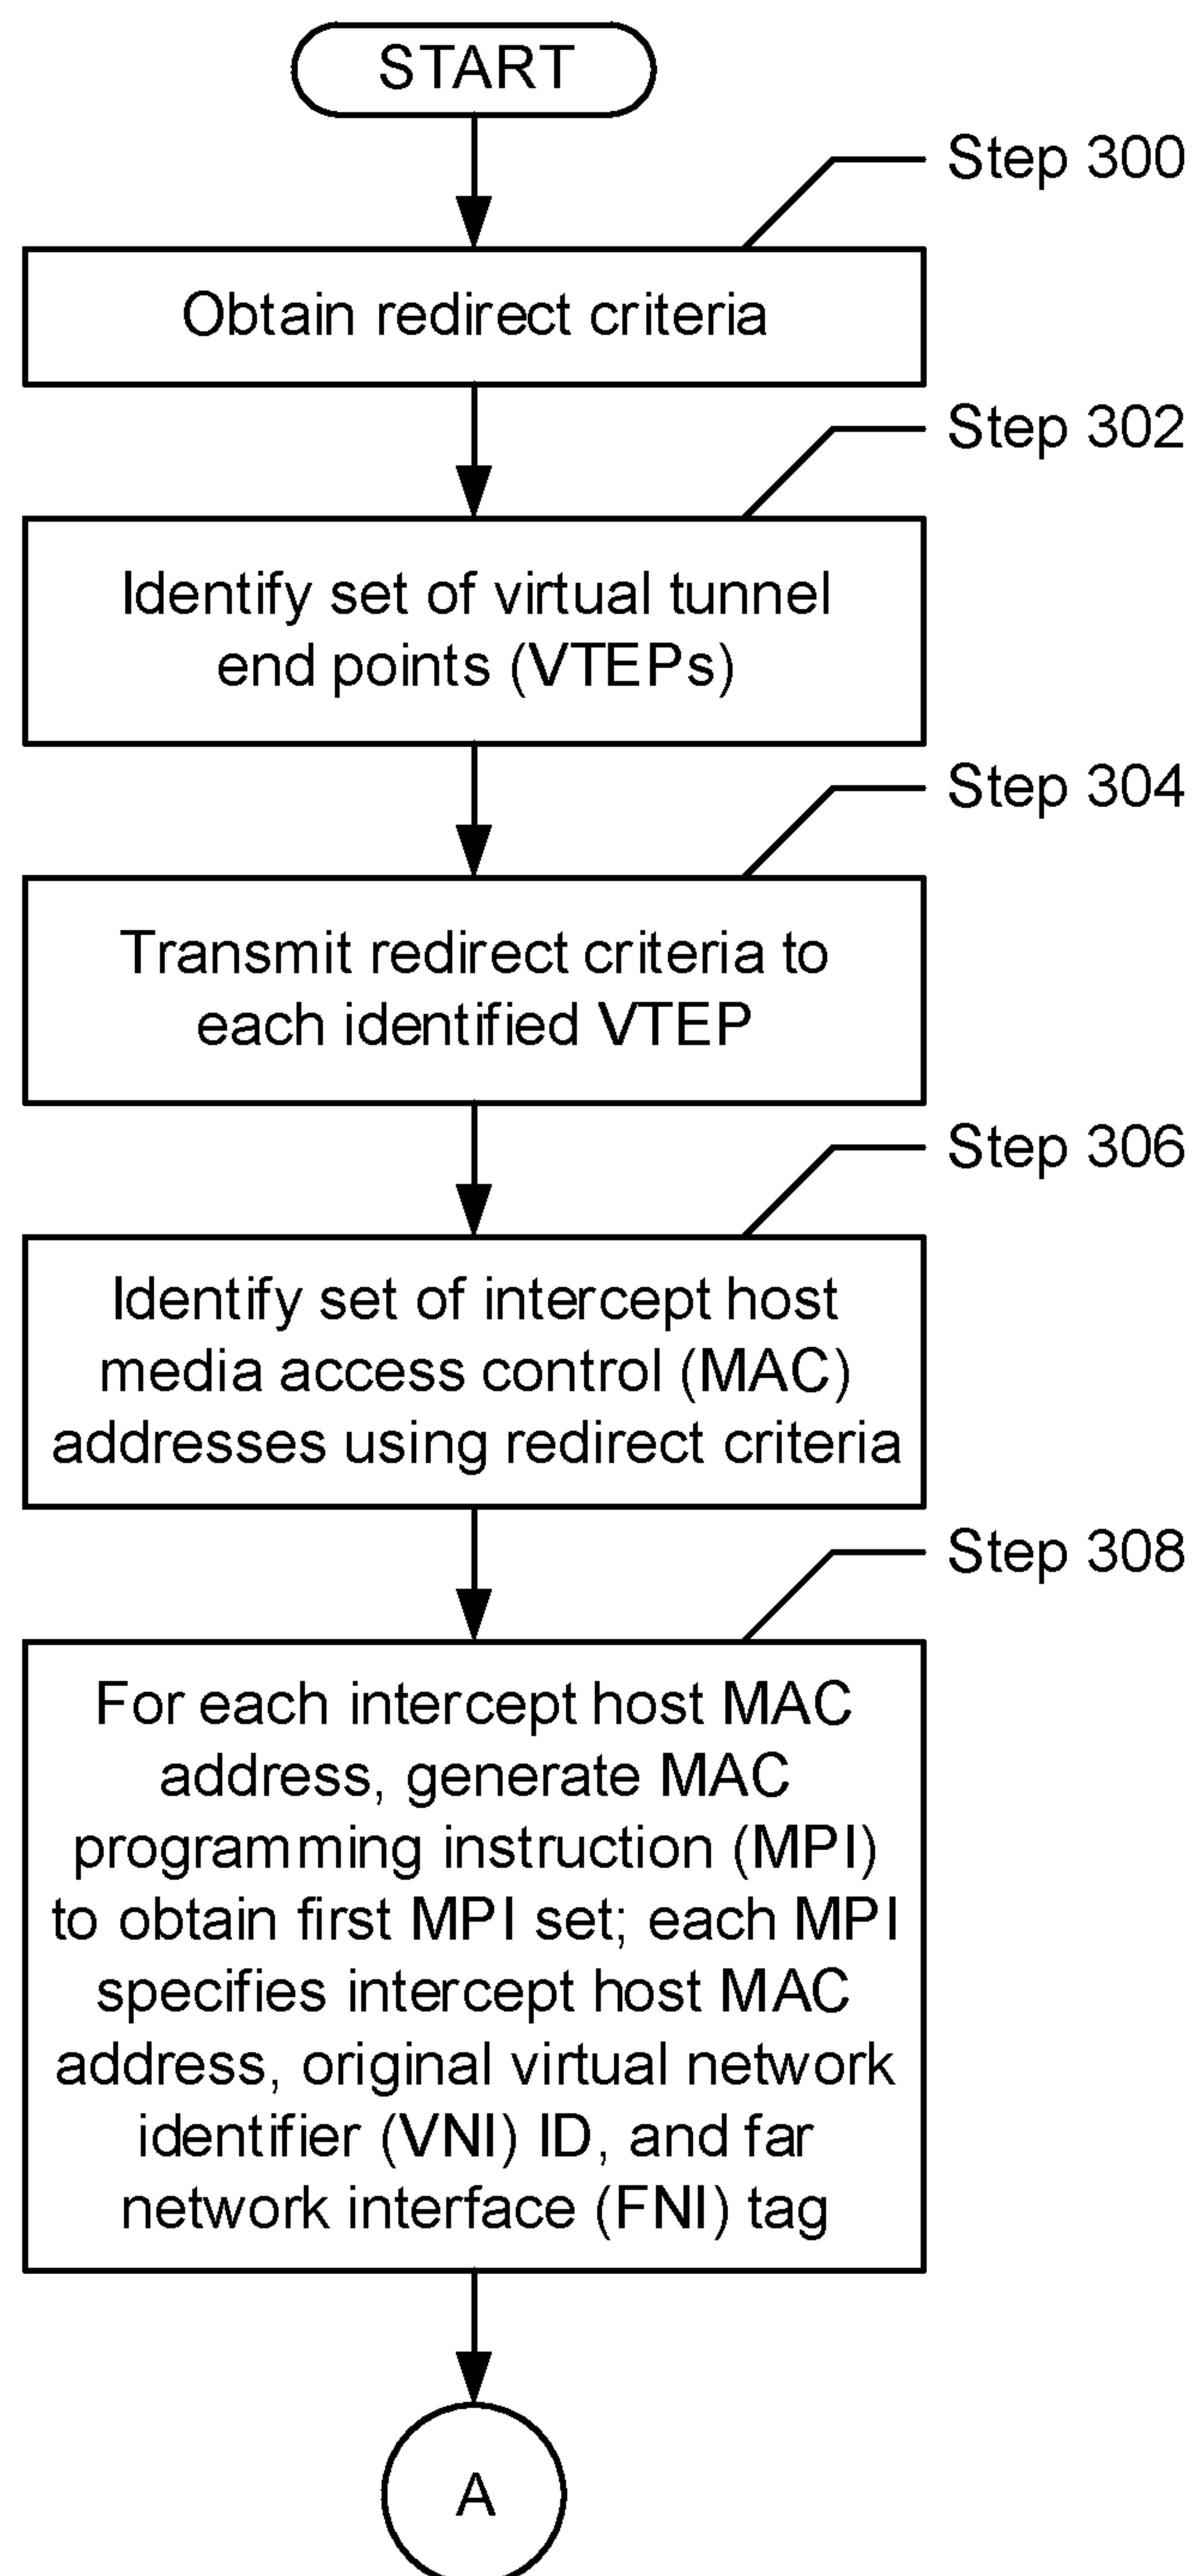 START
Step 300
Obtain redirect criteria
Step 302
Identify set of virtual tunnel
end points (VTEPs)
Step 304
Transmit redirect criteria to
each identified VTEP
Step 306
Identify set of intercept host
media access control (MAC)
addresses using redirect criteria
Step 308
For each intercept host MAC
address, generate MAC
programming instruction (MPI)
to obtain first MPI set; each MPI
specifies intercept host MAC
address, original virtual network
identifier (VNI) ID, and far
network interface (FNI) tag
A